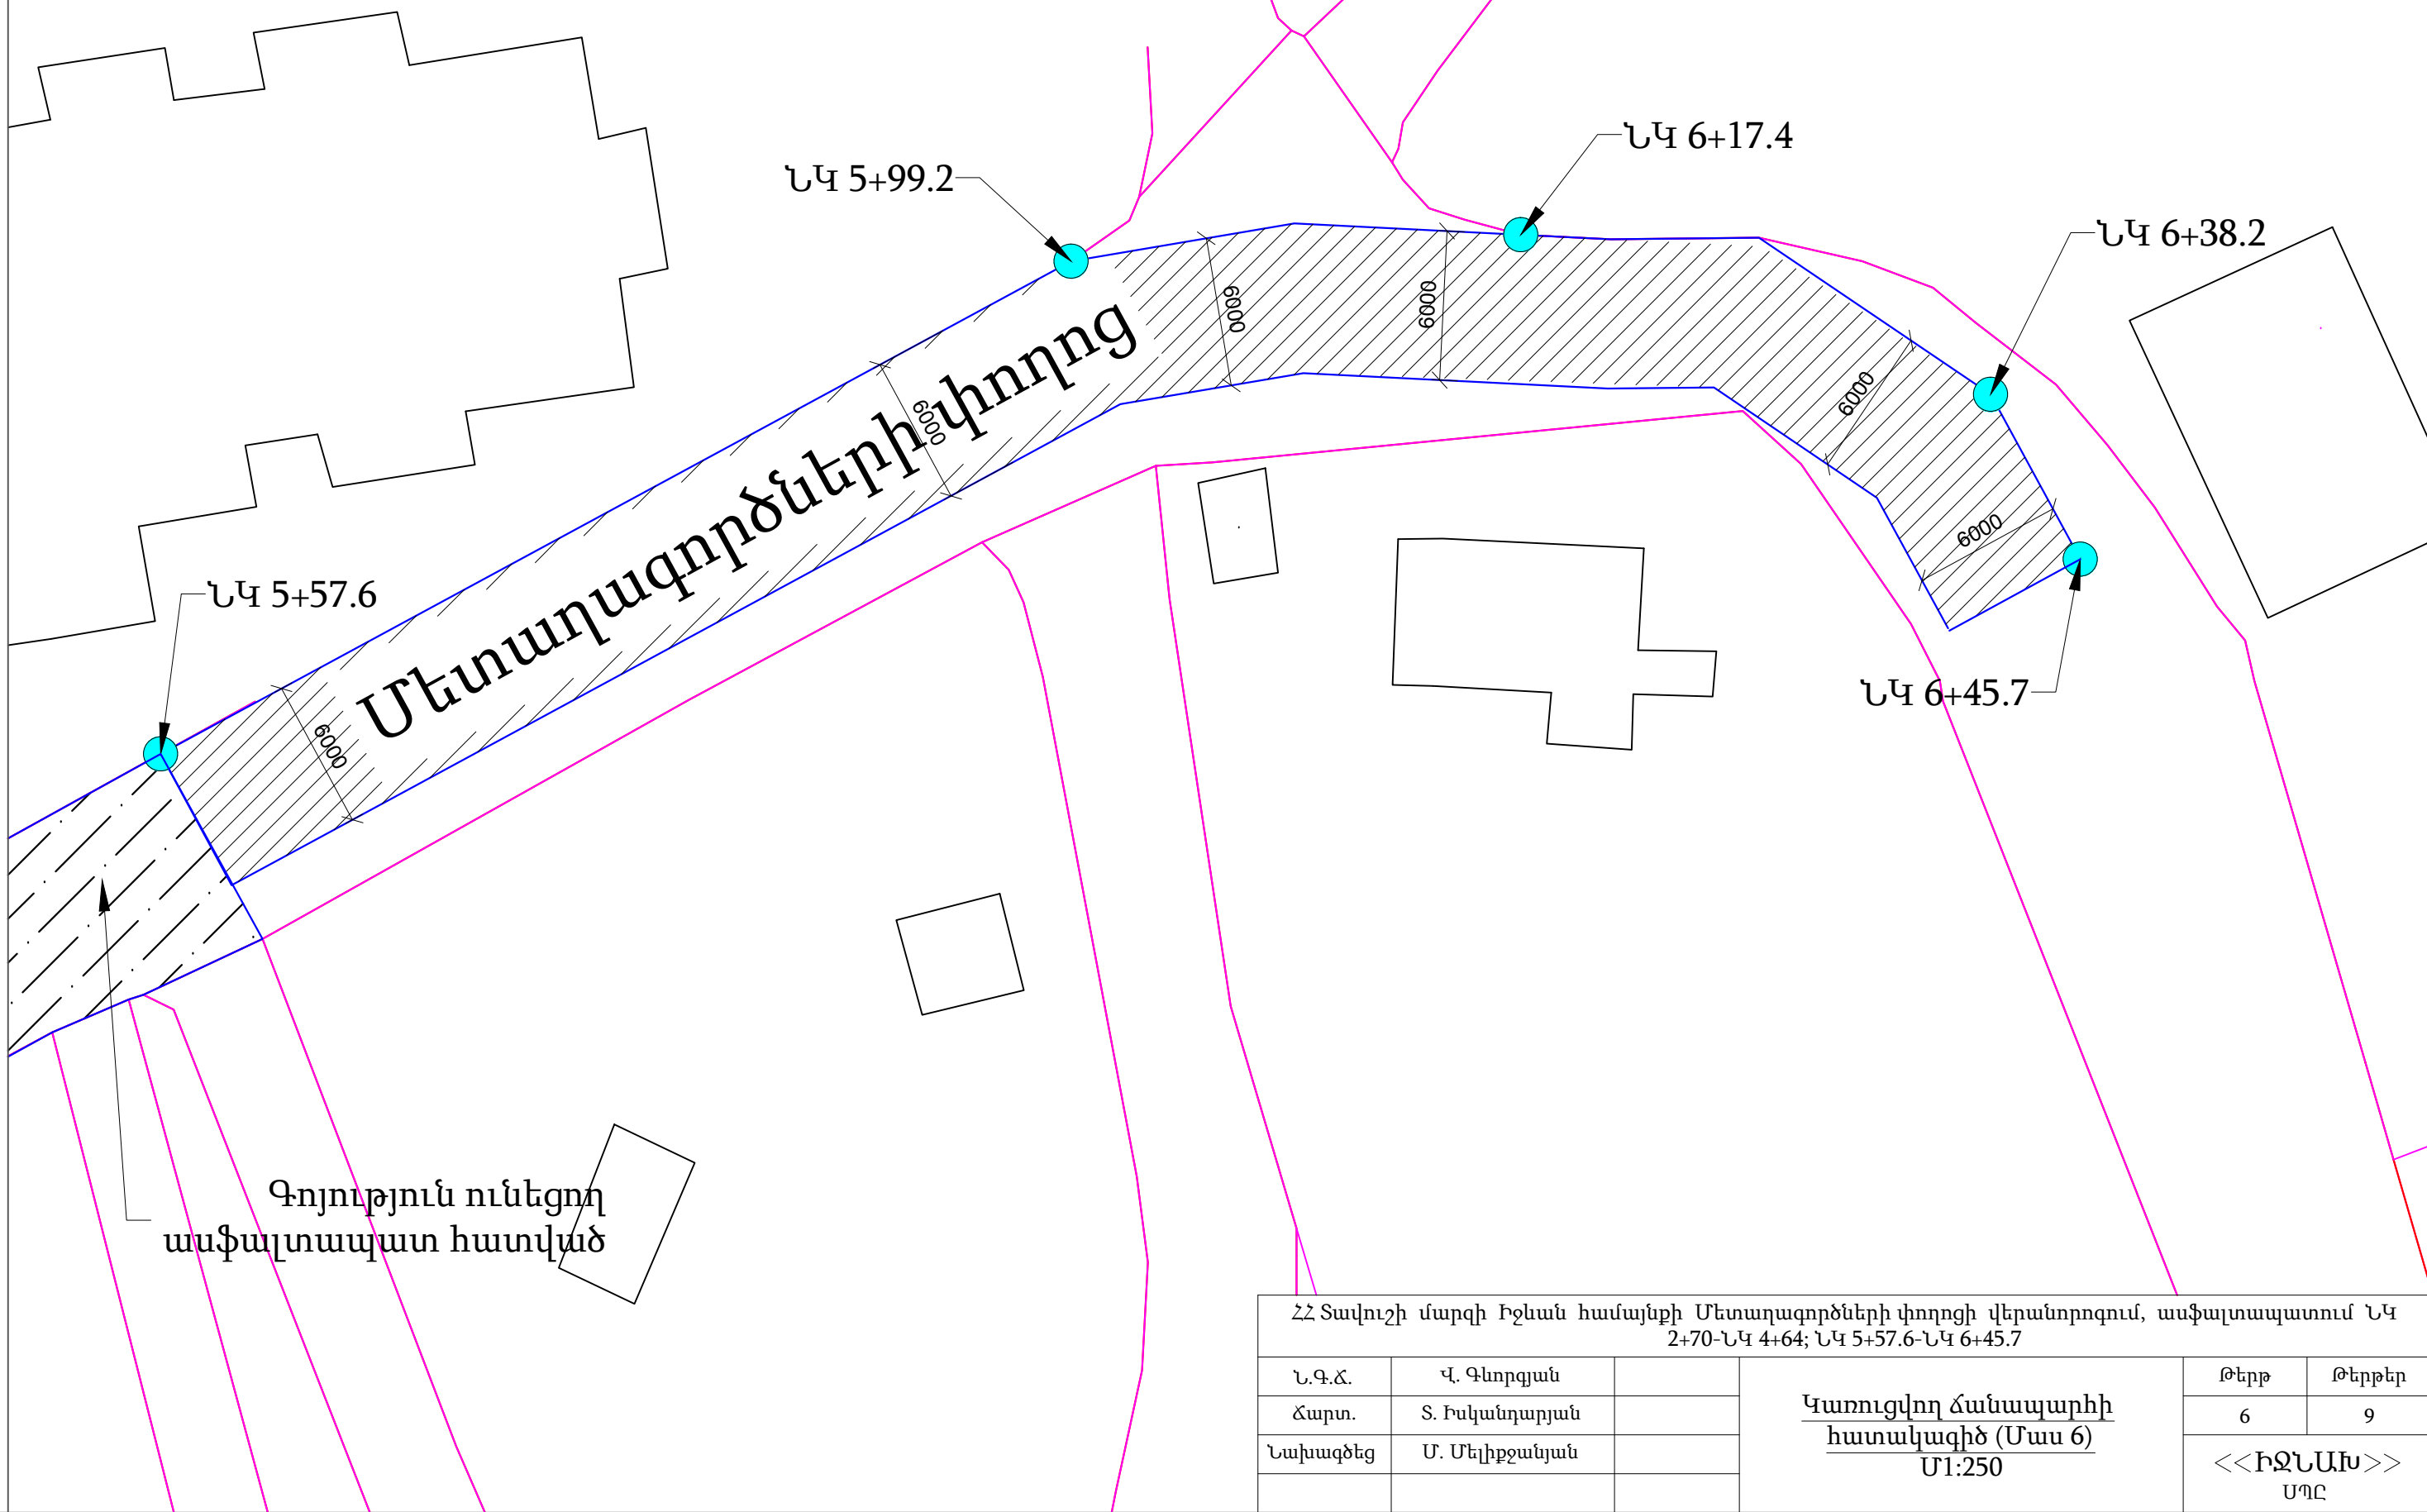 ՆԿ 6+17.4
ՆԿ 5+99.2
ՆԿ 6+38.2
6000
6000
6000
6000
Մետաղագործների փողոց
6000
ՆԿ 5+57.6
ՆԿ 6+45.7
6000
Գոյություն ունեցող
ասֆալտապատ հատված
ՀՀ Տավուշի մարզի Իջևան համայնքի Մետաղագործների փողոցի վերանորոգում, ասֆալտապատում ՆԿ
2+70-ՆԿ 4+64; ՆԿ 5+57.6-ՆԿ 6+45.7
Ն.Գ.Ճ. Վ. Գևորգյան
Ճարտ. Տ. Իսկանդարյան
Նախագծեց Մ. Մելիքջանյան
Կառուցվող ճանապարհի
հատակագիծ (Մաս 6)
Մ1:250
Թերթ Թերթեր
6 9
<<ԻՋՆԱԽ>>
ՍՊԸ